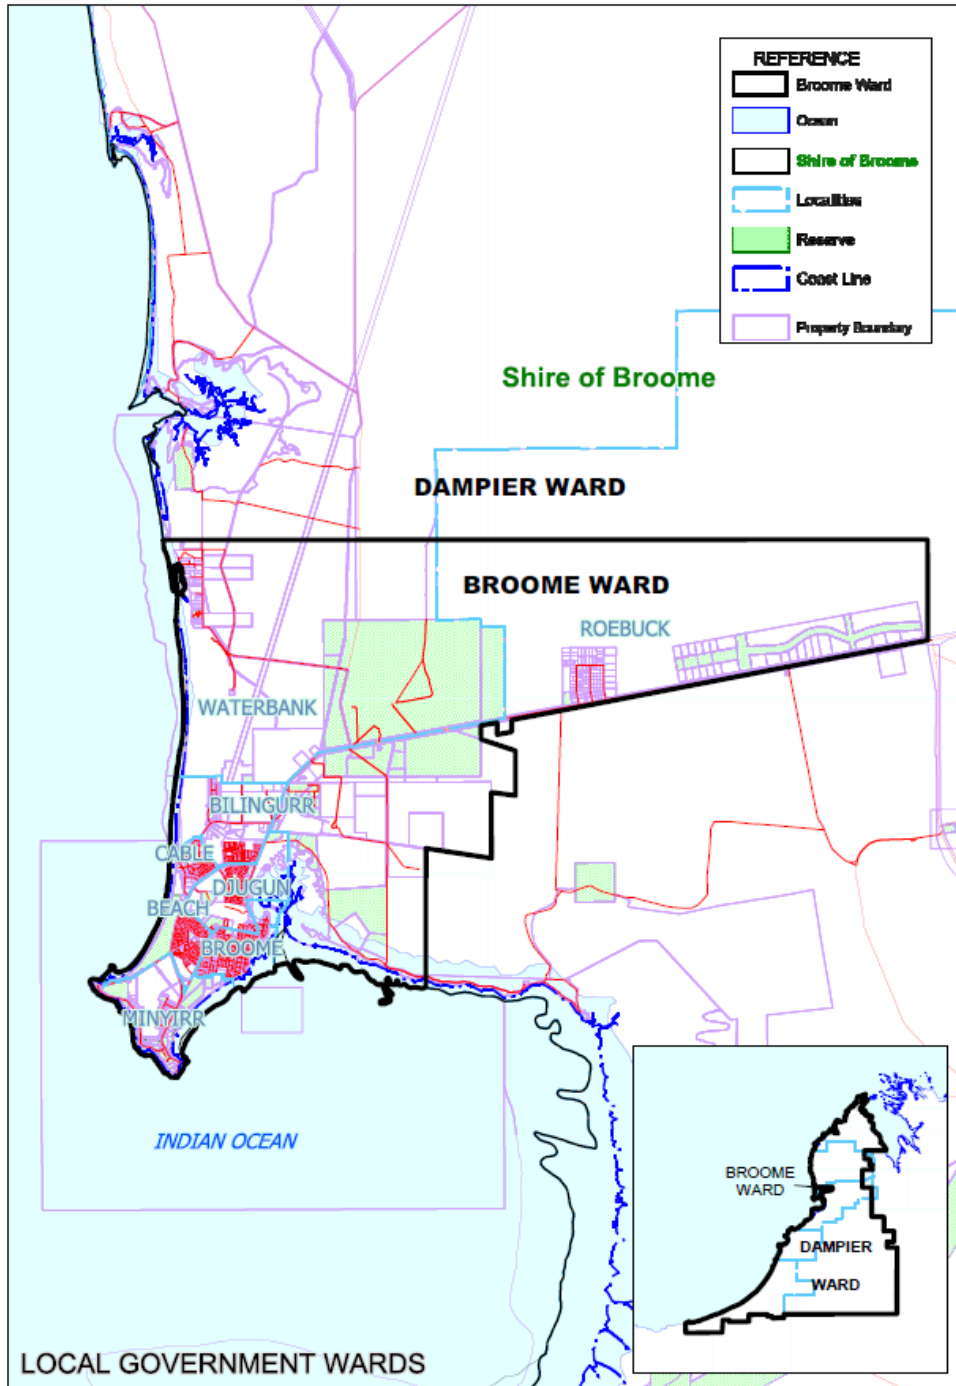 REFERENCE
Broome Ward
Ocean
Shire of Broome
Localities
Reserve
Coast Line
Property Boundary
Shire of Broome
DAMPIER WARD
BROOME WARD
ROEBUCK
WATERBANK
BILINGURR
CABLE
DJUGUN
BEACH
BROOME
MINYIRR
INDIAN OCEAN
BROOME
WARD
DAMPIER
WARD
LOCAL GOVERNMENT WARDS